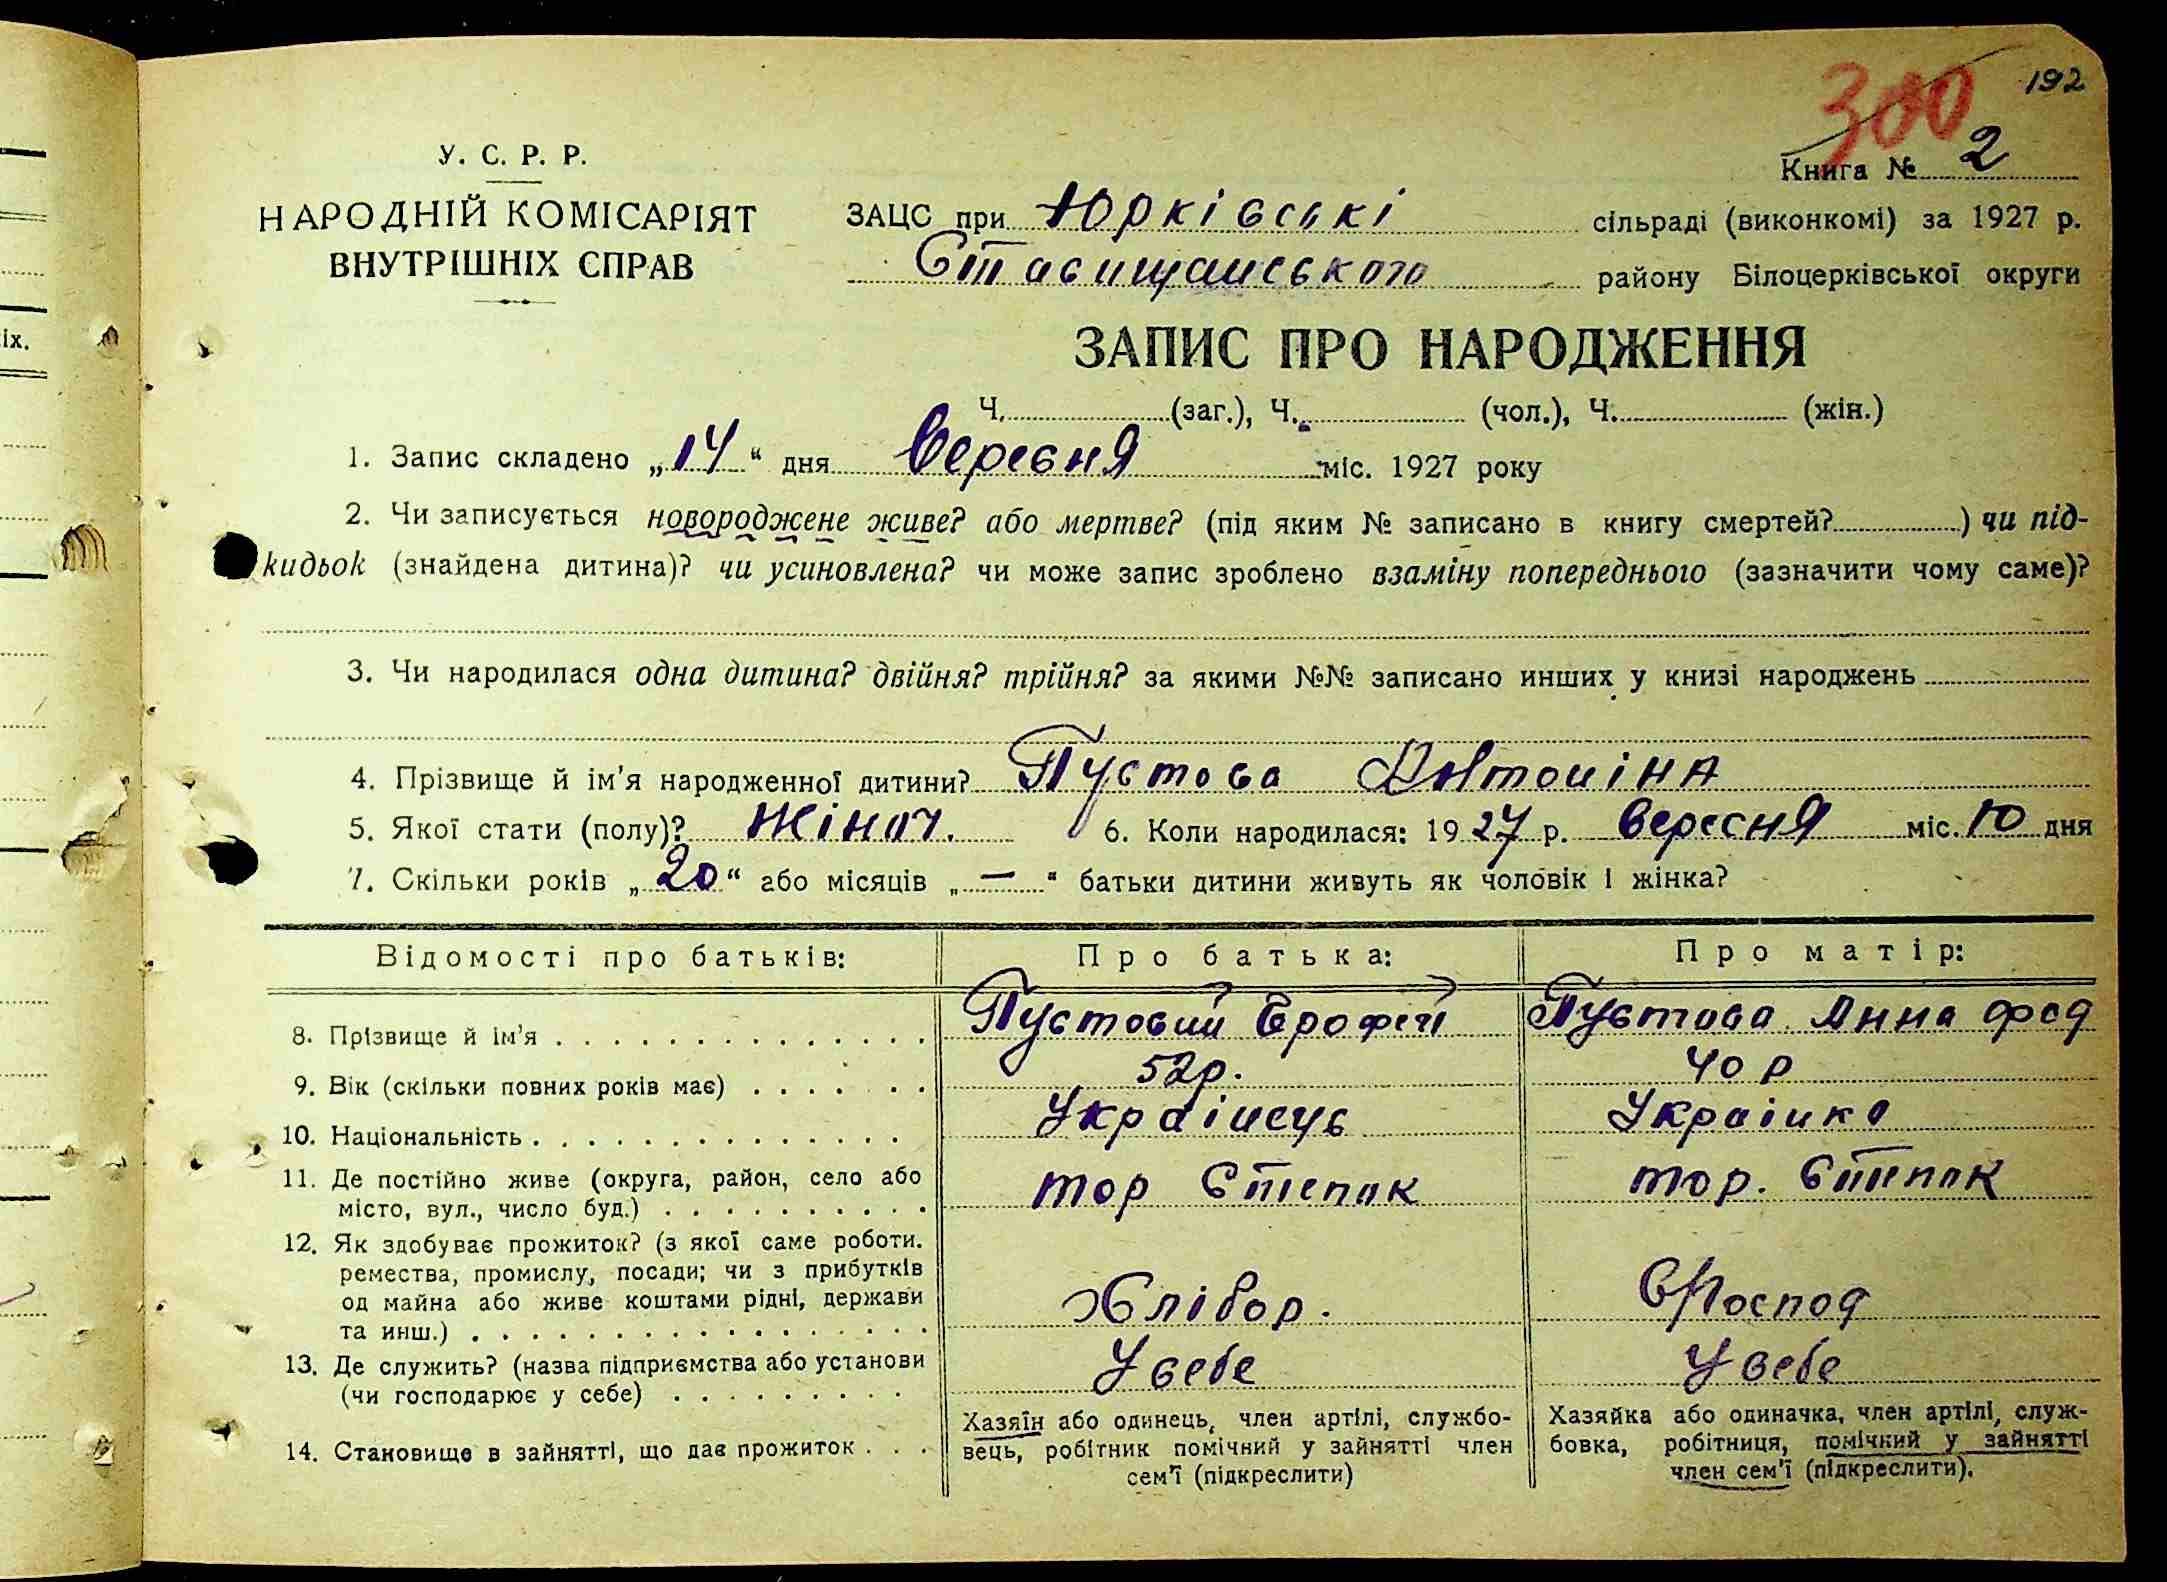 300 192
У. С. Р. Р.
НАРОДНІЙ КОМІСАРІЯТ
ВНУТРІШНІХ СПРАВ
Книга № 2
ЗАЦС при Юрківські сільраді (виконкомі) за 1927 р.
Ставищанського району Білоцерківської округи
ЗАПИС ПРО НАРОДЖЕННЯ
Ч. (заг.), Ч. (чол.), Ч. (жін.)
1. Запис складено „14“ дня Вересня міс. 1927 року
2. Чи записується новороджене живе? або мертве? (під яким № записано в книгу смертей? ) чи під-
кидьок (знайдена дитина)? чи усиновлена? чи може запис зроблено взаміну попереднього (зазначити чому саме)?
3. Чи народилася одна дитина? двійня? трійня? за якими №№ записано инших у книзі народжень
4. Прізвище й ім'я народженної дитини? Пустова Антоніна
5. Якої стати (полу)? Жіноч. 6. Коли народилася: 1927 р. вересня міс. 10 дня
7. Скільки років „20“ або місяців „—“ батьки дитини живуть як чоловік і жінка?
Відомості про батьків: Про батька: Про матір:
8. Прізвище й ім'я . . . Пустовий Єрофей Пустова Анна Фед
9. Вік (скільки повних років має) . . . 52р. 40 р
10. Національність . . . Українець Українка
11. Де постійно живе (округа, район, село або
місто, вул., число буд.) . . . тор Степок тор. Степок
12. Як здобуває прожиток? (з якої саме роботи.
ремества, промислу, посади; чи з прибутків
од майна або живе коштами рідні, держави
та инш.) . . . Хлібор. Господ
13. Де служить? (назва підприємства або установи
(чи господарює у себе) . . . У себе У себе
14. Становище в зайнятті, що дає прожиток . . .
Хазяїн або одинець, член артілі, службо-
вець, робітник помічний у зайнятті член
сем'ї (підкреслити)
Хазяйка або одиначка, член артілі, служ-
бовка, робітниця, помічний у зайнятті
член сем'ї (підкреслити).
іх.